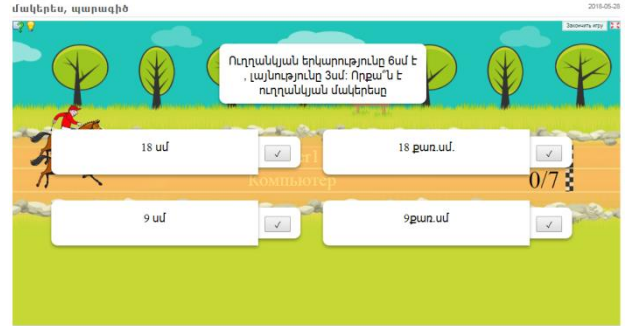 մակերես, պարագիծ
2016-05-28
Закончить игру
Ուղղանկյան երկարությունը 6սմ է
, լայնությունը 3սմ: Որքա՞ն է
ուղղանկյան մակերեսը
18 սմ
18 քառ.սմ.
Компьютер
0/7
9 սմ
9քառ.սմ